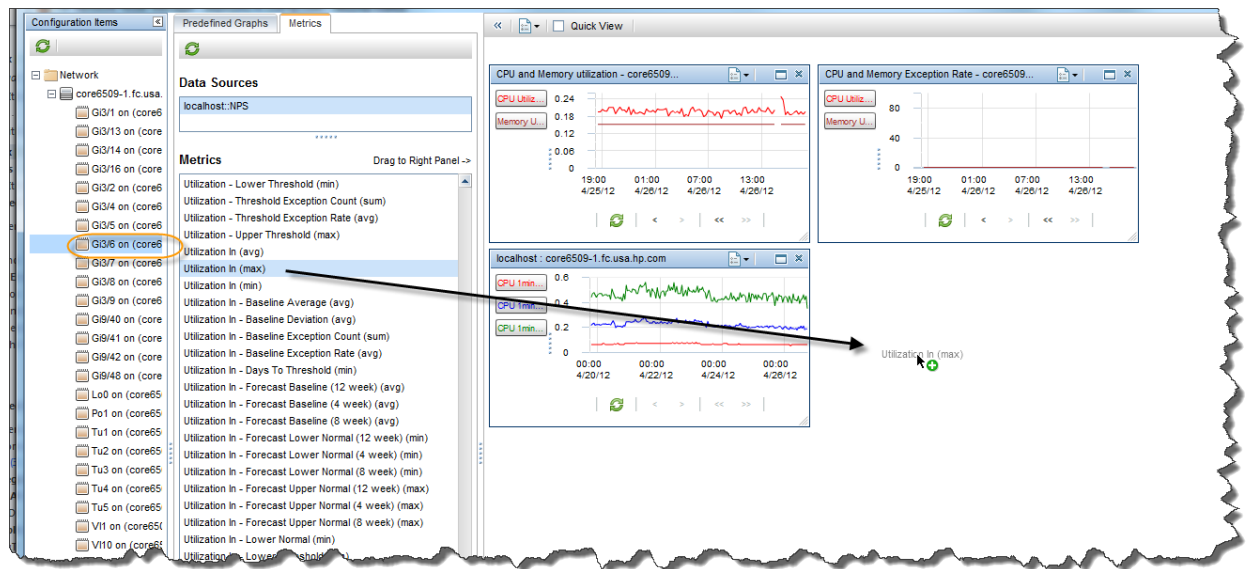 Configuration Items
Network
core6509-1.fc.usa.
Gi3/1 on (core6
Gi3/13 on (core
Gi3/14 on (core
Gi3/16 on (core
Gi3/2 on (core6
Gi3/4 on (core6
Gi3/5 on (core6
Gi3/6 on (core6
Gi3/7 on (core6
Gi3/8 on (core6
Gi3/9 on (core6
Gi9/40 on (core
Gi9/41 on (core
Gi9/42 on (core
Gi9/48 on (core
Lo0 on (core65
Po1 on (core65
Tu1 on (core65
Tu2 on (core65
Tu3 on (core65
Tu4 on (core65
Tu5 on (core65
Vl1 on (core650
Vl10 on (core65
Predefined Graphs Metrics
Data Sources
localhost::NPS
Metrics Drag to Right Panel ->
Utilization - Lower Threshold (min)
Utilization - Threshold Exception Count (sum)
Utilization - Threshold Exception Rate (avg)
Utilization - Upper Threshold (max)
Utilization In (avg)
Utilization In (max)
Utilization In (min)
Utilization In - Baseline Average (avg)
Utilization In - Baseline Deviation (avg)
Utilization In - Baseline Exception Count (sum)
Utilization In - Baseline Exception Rate (avg)
Utilization In - Days To Threshold (min)
Utilization In - Forecast Baseline (12 week) (avg)
Utilization In - Forecast Baseline (4 week) (avg)
Utilization In - Forecast Baseline (8 week) (avg)
Utilization In - Forecast Lower Normal (12 week) (min)
Utilization In - Forecast Lower Normal (4 week) (min)
Utilization In - Forecast Lower Normal (8 week) (min)
Utilization In - Forecast Upper Normal (12 week) (max)
Utilization In - Forecast Upper Normal (4 week) (max)
Utilization In - Forecast Upper Normal (8 week) (max)
Utilization In - Lower Normal (min)
Quick View
CPU and Memory utilization - core6509...
CPU Utiliz...
Memory U...
0.24
0.18
0.12
0.06
0
19:00 01:00 07:00 13:00
4/25/12 4/26/12 4/26/12 4/26/12
CPU and Memory Exception Rate - core6509...
CPU Utiliz...
Memory U...
80
40
0
19:00 01:00 07:00 13:00
4/25/12 4/26/12 4/26/12 4/26/12
localhost : core6509-1.fc.usa.hp.com
CPU 1min...
CPU 1min...
CPU 1min...
0.6
0.4
0.2
0
00:00 00:00 00:00 00:00
4/20/12 4/22/12 4/24/12 4/26/12
Utilization In (max)